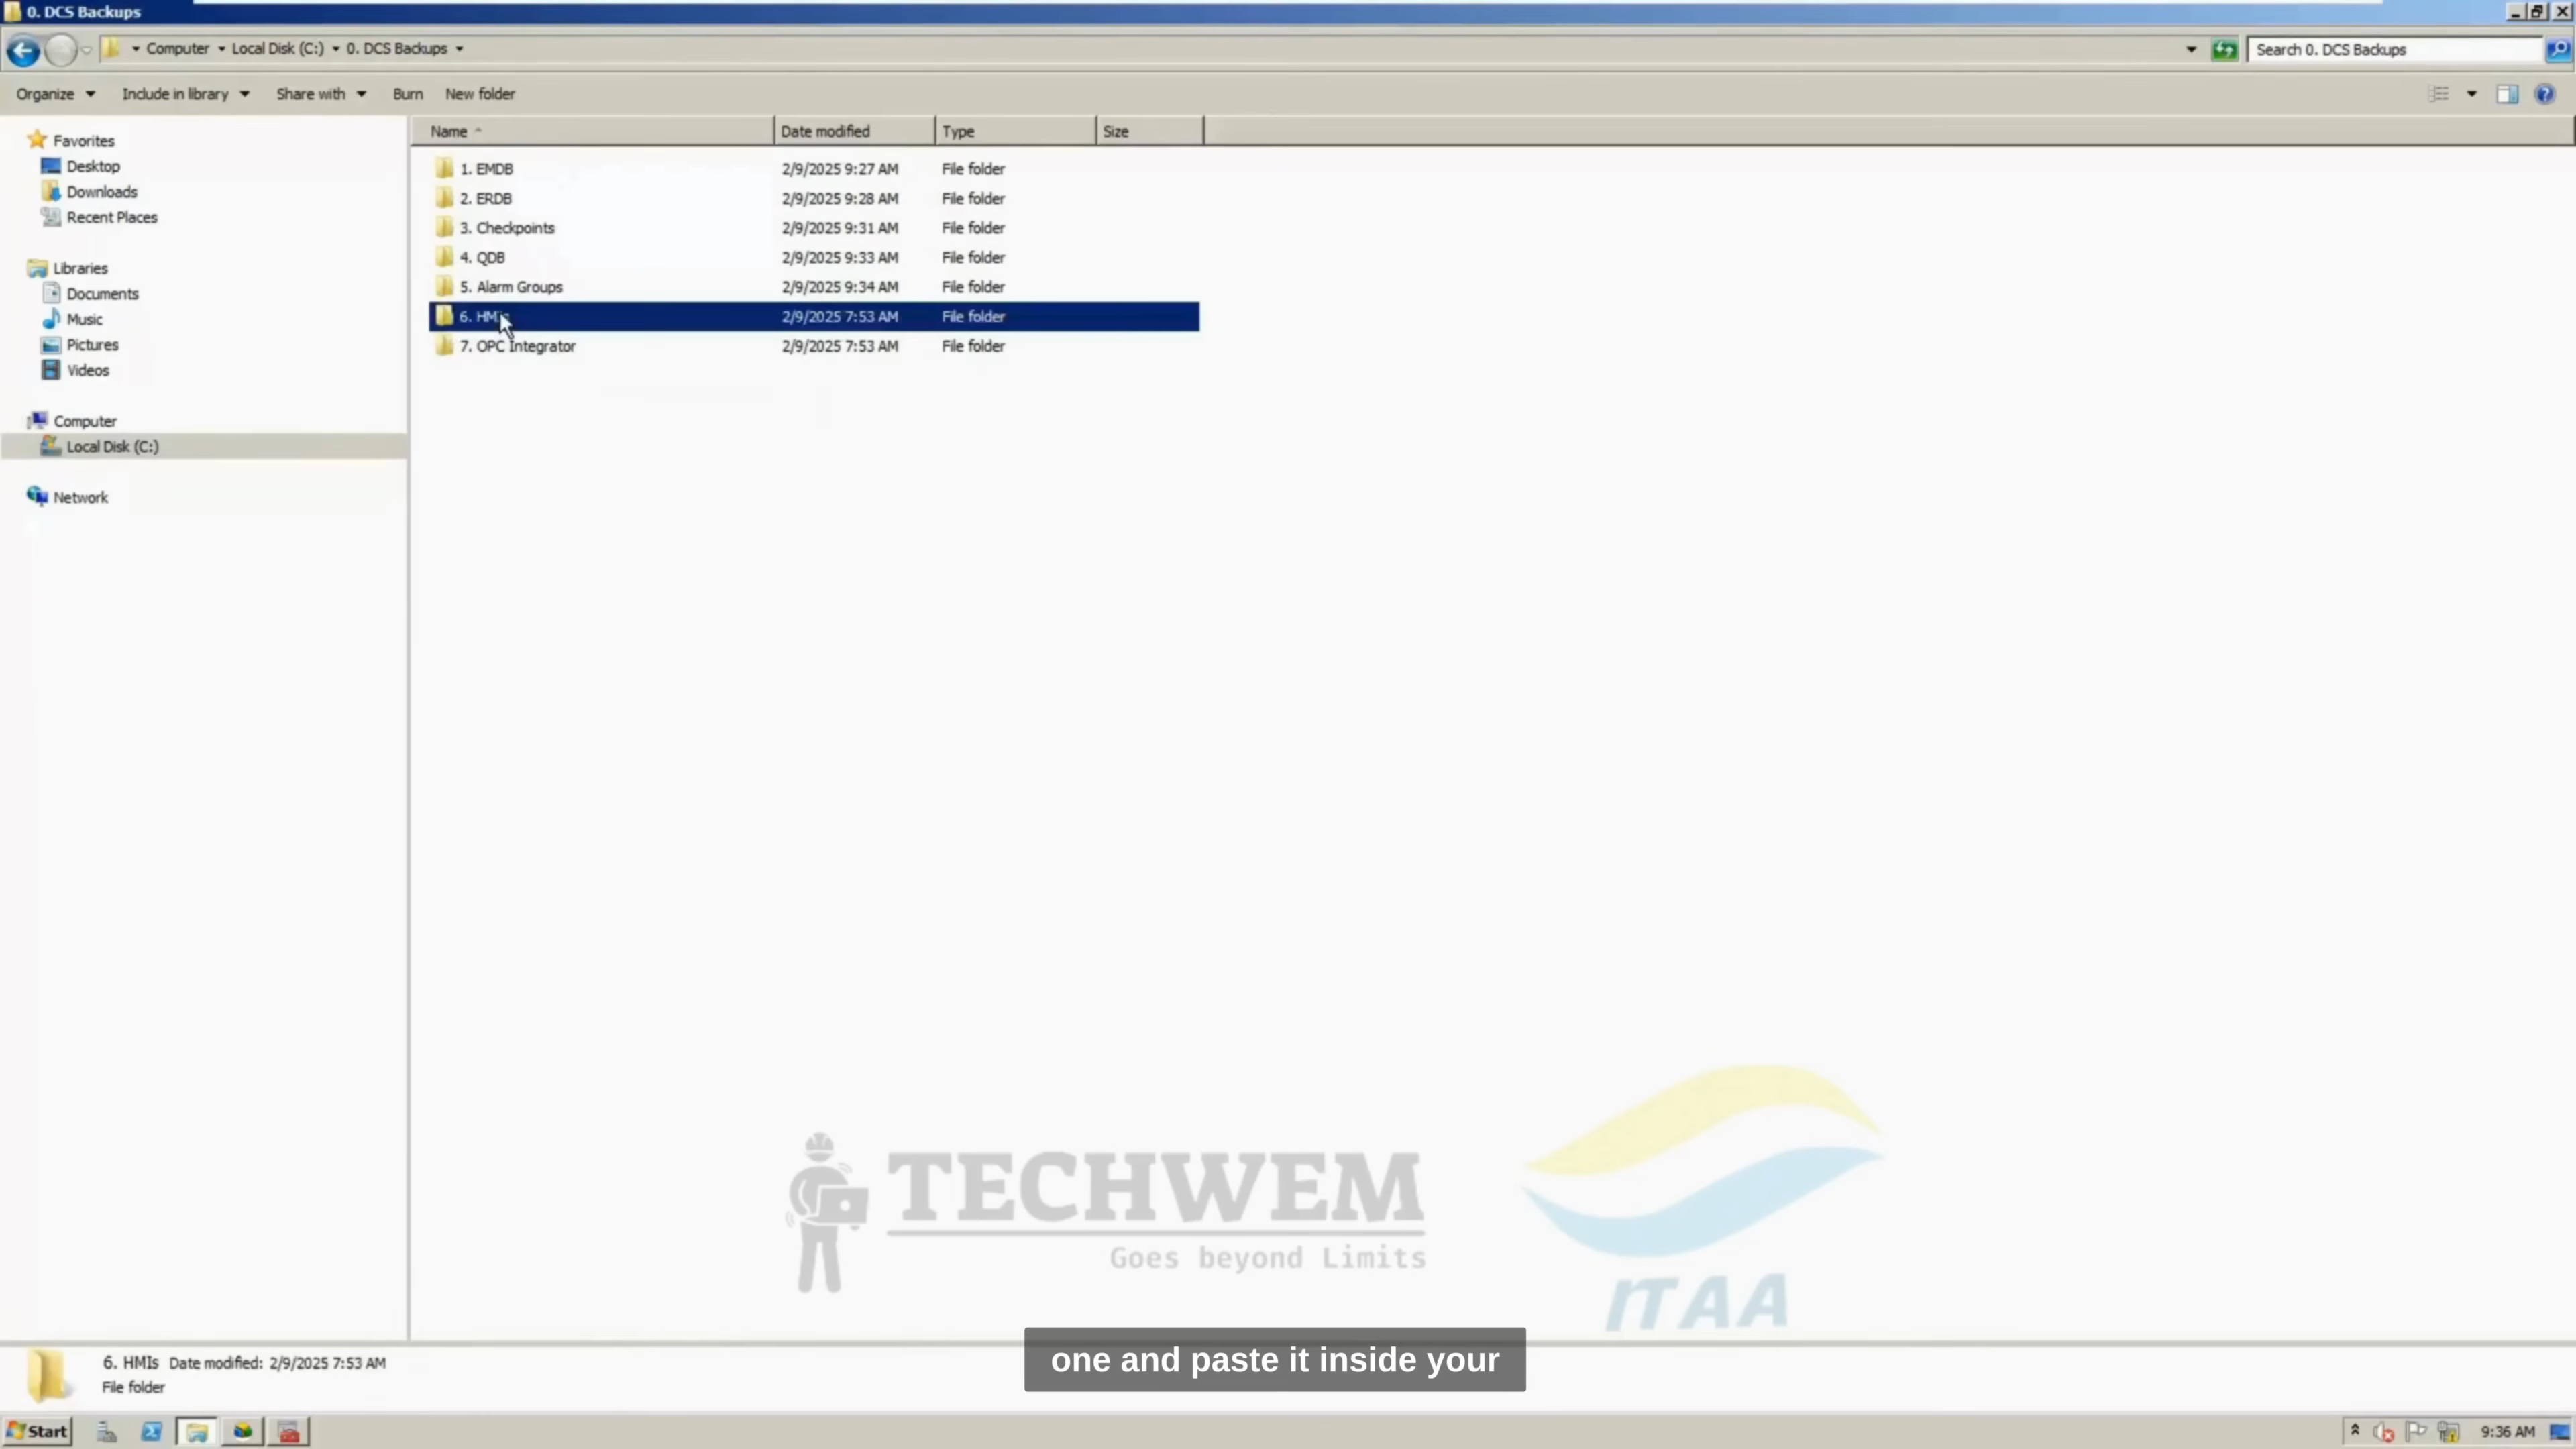 0. DCS Backups
Computer Local Disk (C:) 0. DCS Backups
Search 0. DCS Backups
Organize Include in library Share with Burn New folder
Favorites
Desktop
Downloads
Recent Places
Libraries
Documents
Music
Pictures
Videos
Computer
Local Disk (C:)
Network
Name Date modified Type Size
1. EMDB 2/9/2025 9:27 AM File folder
2. ERDB 2/9/2025 9:28 AM File folder
3. Checkpoints 2/9/2025 9:31 AM File folder
4. QDB 2/9/2025 9:33 AM File folder
5. Alarm Groups 2/9/2025 9:34 AM File folder
6. HMIs 2/9/2025 7:53 AM File folder
7. OPC Integrator 2/9/2025 7:53 AM File folder
TECHWEM
Goes beyond Limits
ITAA
one and paste it inside your
6. HMIs Date modified: 2/9/2025 7:53 AM
File folder
Start
9:36 AM